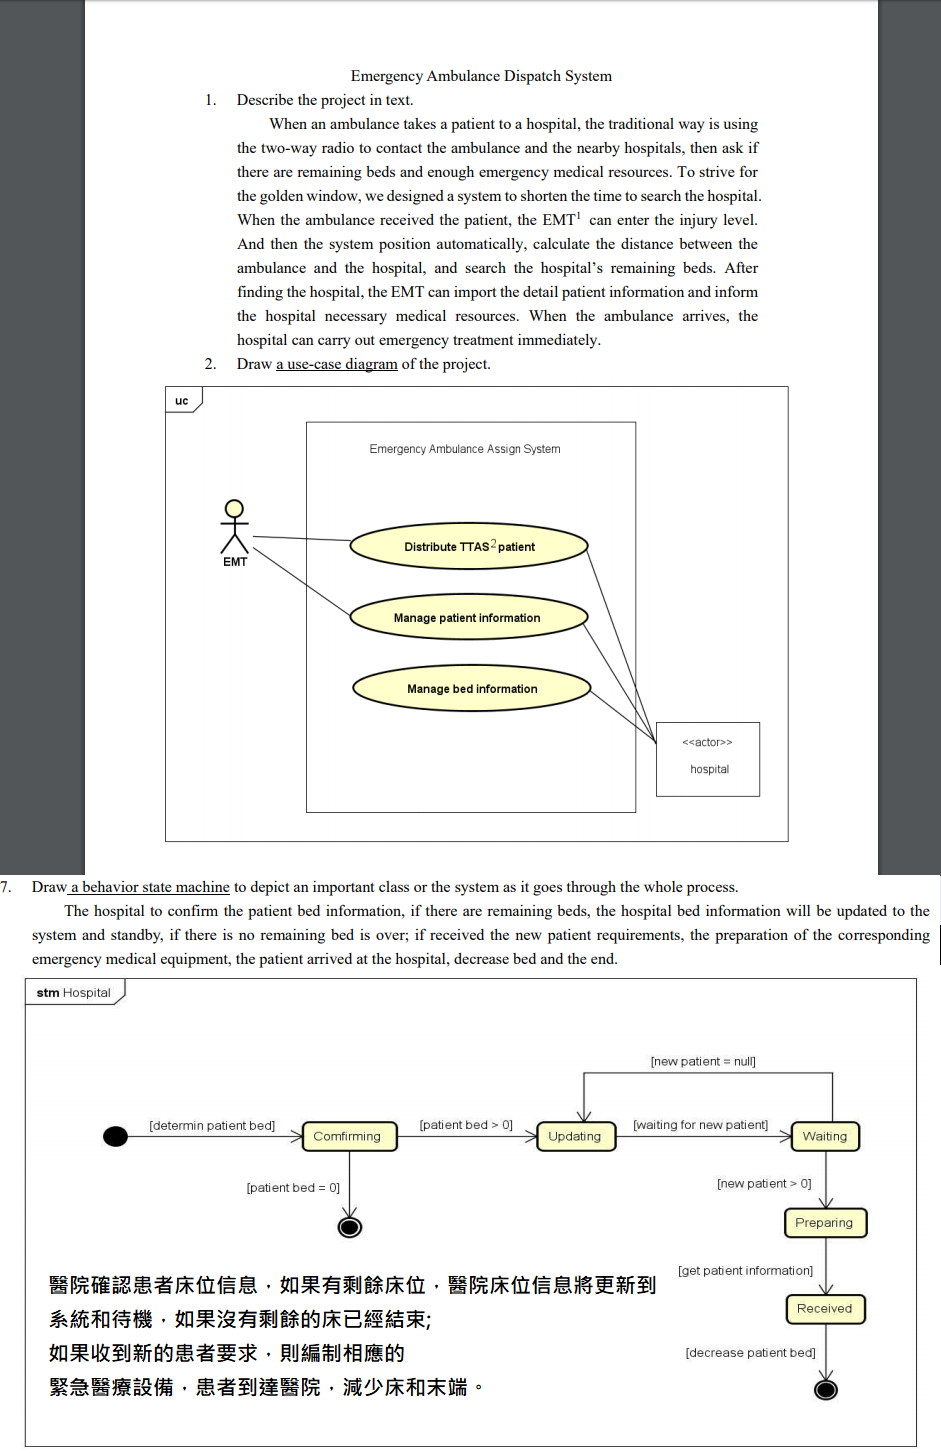 Emergency Ambulance Dispatch System
1. Describe the project in text.
When an ambulance takes a patient to a hospital, the traditional way is using
the two-way radio to contact the ambulance and the nearby hospitals, then ask if
there are remaining beds and enough emergency medical resources. To strive for
the golden window, we designed a system to shorten the time to search the hospital.
When the ambulance received the patient, the EMT1 can enter the injury level.
And then the system position automatically, calculate the distance between the
ambulance and the hospital, and search the hospital's remaining beds. After
finding the hospital, the EMT can import the detail patient information and inform
the hospital necessary medical resources. When the ambulance arrives, the
hospital can carry out emergency treatment immediately.
2. Draw a use-case diagram of the project.
uc
Emergency Ambulance Assign System
Distribute TTAS2 patient
EMT
Manage patient information
Manage bed information
<<actor>>
hospital
7. Draw a behavior state machine to depict an important class or the system as it goes through the whole process.
The hospital to confirm the patient bed information, if there are remaining beds, the hospital bed information will be updated to the
system and standby, if there is no remaining bed is over; if received the new patient requirements, the preparation of the corresponding
emergency medical equipment, the patient arrived at the hospital, decrease bed and the end.
stm Hospital
[new patient = null]
[determin patient bed]
Comfirming
[patient bed > 0]
Updating
[waiting for new patient]
Waiting
[patient bed = 0]
[new patient > 0]
Preparing
[get patient information]
Received
[decrease patient bed]
醫院確認患者床位信息，如果有剩餘床位，醫院床位信息將更新到
系統和待機，如果沒有剩餘的床已經結束;
如果收到新的患者要求，則編制相應的
緊急醫療設備，患者到達醫院，減少床和末端。